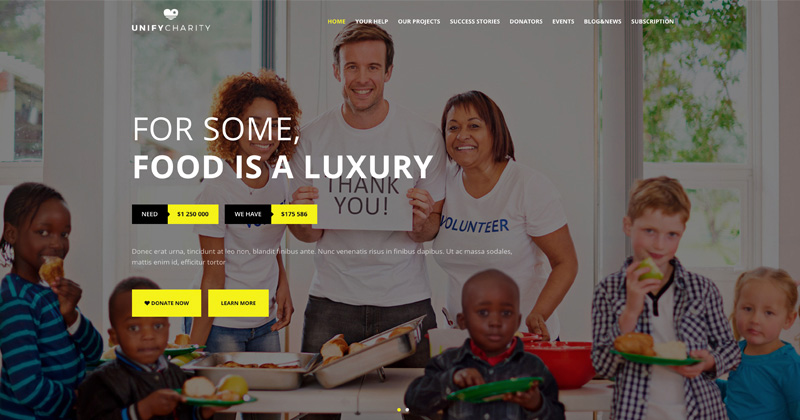 UNIFYCHARITY
HOME YOUR HELP OUR PROJECTS SUCCESS STORIES DONATORS EVENTS BLOG&NEWS SUBSCRIPTION
FOR SOME,
FOOD IS A LUXURY
THANK
YOU!
VOLUNTEER
NEED $1 250 000 WE HAVE $175 586
Donec erat urna, tincidunt at leo non, blandit finibus ante. Nunc venenatis risus in finibus dapibus. Ut ac massa sodales,
mattis enim id, efficitur tortor.
DONATE NOW LEARN MORE